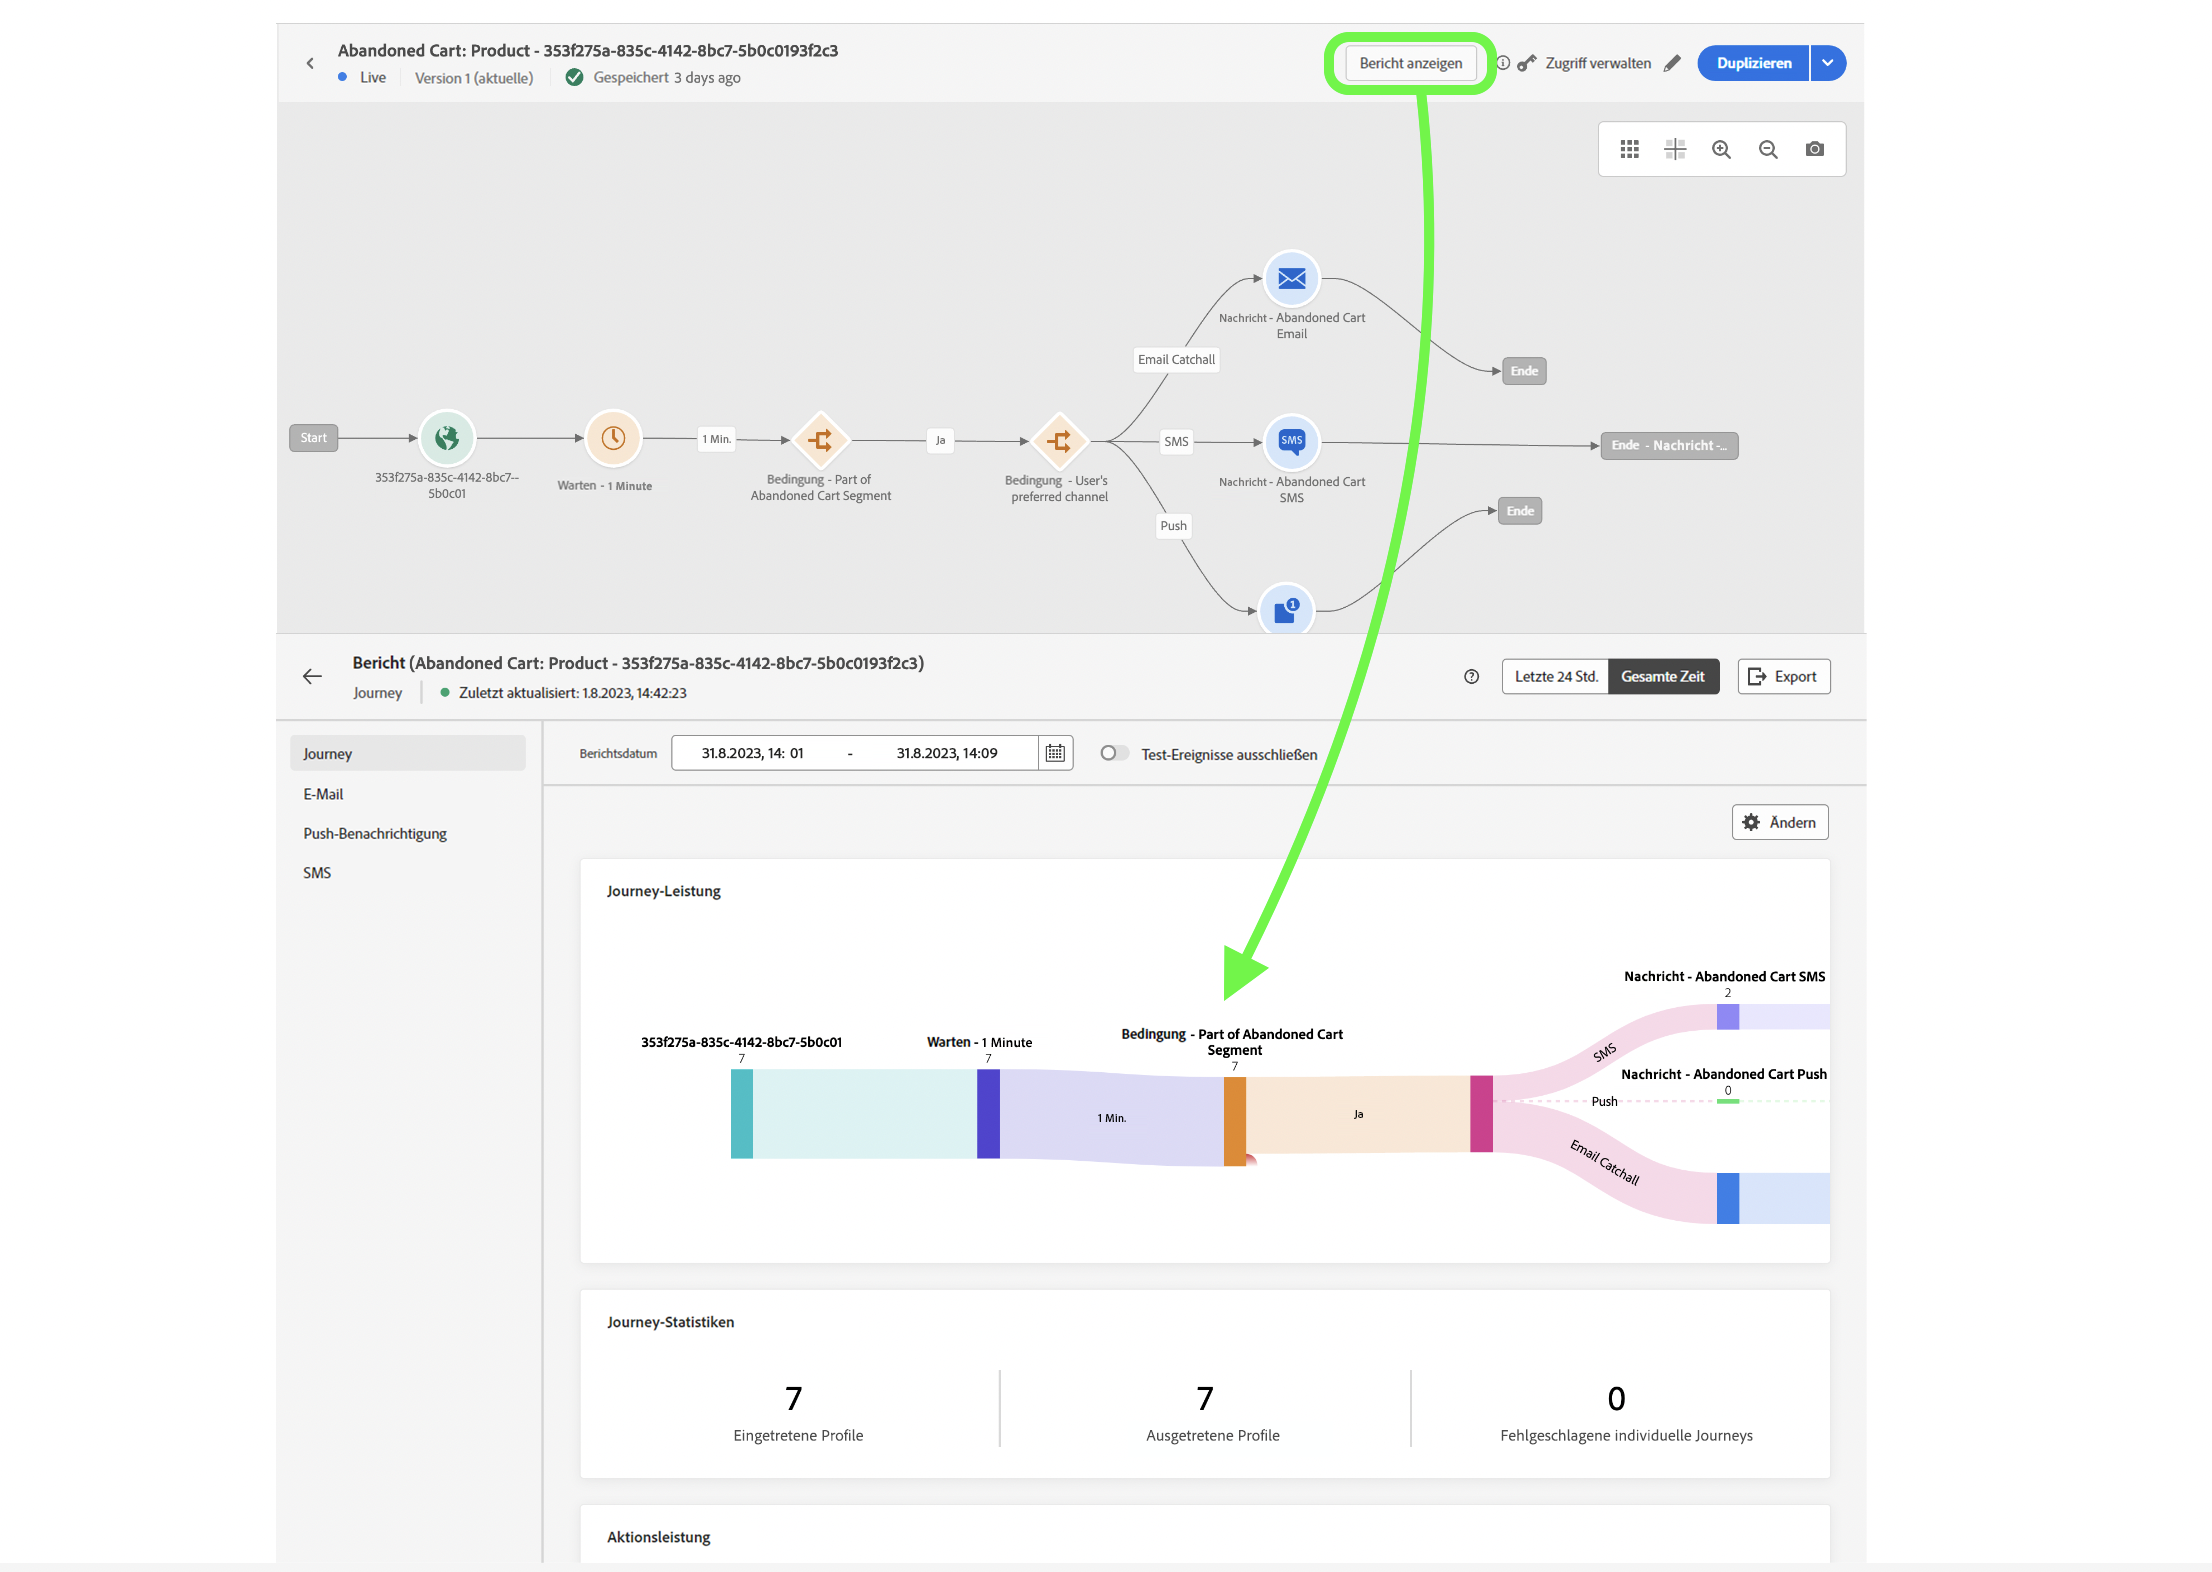 Abandoned Cart: Product - 353f275a-835c-4142-8bc7-5b0c0193f2c3
Live
Version 1 (aktuelle)
Gespeichert 3 days ago
Bericht anzeigen
Zugriff verwalten
Duplizieren
Nachricht - Abandoned Cart
Email
Email Catchall
Ende
Start
1 Min.
Ja
SMS
SMS
Ende - Nachricht -...
353f275a-835c-4142-8bc7--
5b0c01
Warten - 1 Minute
Bedingung - Part of
Abandoned Cart Segment
Bedingung - User's
preferred channel
Nachricht - Abandoned Cart
SMS
Push
Ende
1
Bericht (Abandoned Cart: Product - 353f275a-835c-4142-8bc7-5b0c0193f2c3)
Journey
Zuletzt aktualisiert: 1.8.2023, 14:42:23
Letzte 24 Std.
Gesamte Zeit
Export
Journey
E-Mail
Push-Benachrichtigung
SMS
Berichtsdatum
31.8.2023, 14: 01
-
31.8.2023, 14:09
Test-Ereignisse ausschließen
Ändern
Journey-Leistung
Nachricht - Abandoned Cart SMS
2
353f275a-835c-4142-8bc7-5b0c01
7
Warten - 1 Minute
7
Bedingung - Part of Abandoned Cart
Segment
7
SMS
Nachricht - Abandoned Cart Push
0
Push
1 Min.
Ja
Email Catchall
Journey-Statistiken
7
Eingetretene Profile
7
Ausgetretene Profile
0
Fehlgeschlagene individuelle Journeys
Aktionsleistung